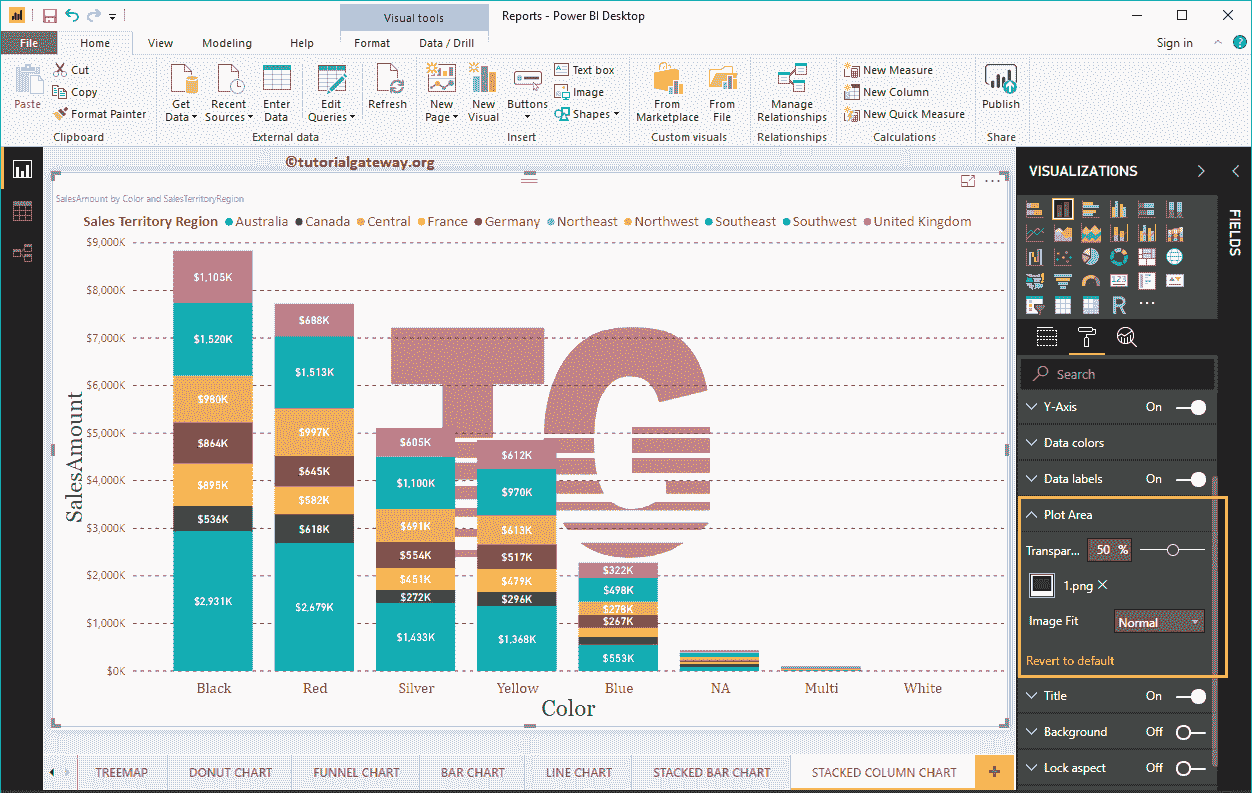 Visual tools
Reports - Power BI Desktop
File Home View Modeling Help Format Data / Drill Sign in ?
Paste
Cut
Copy
Format Painter
Clipboard
Get Data
Recent Sources
Enter Data
Edit Queries
External data
Refresh
New Page
New Visual
Buttons
Text box
Image
Shapes
Insert
From Marketplace
From File
Custom visuals
Manage Relationships
Relationships
New Measure
New Column
New Quick Measure
Calculations
Publish
Share
©tutorialgateway.org
SalesAmount by Color and SalesTerritoryRegion
Sales Territory Region Australia Canada Central France Germany Northeast Northwest Southeast Southwest United Kingdom
SalesAmount
$9,000K
$8,000K
$7,000K
$6,000K
$5,000K
$4,000K
$3,000K
$2,000K
$1,000K
$0K
$1,105K
$1,520K
$980K
$864K
$895K
$536K
$2,931K
$688K
$1,513K
$997K
$645K
$582K
$618K
$2,679K
$605K
$1,100K
$691K
$554K
$451K
$272K
$1,433K
$612K
$970K
$613K
$517K
$479K
$296K
$1,368K
$322K
$498K
$278K
$267K
$553K
TG
Black Red Silver Yellow Blue NA Multi White
Color
TREEMAP DONUT CHART FUNNEL CHART BAR CHART LINE CHART STACKED BAR CHART STACKED COLUMN CHART +
VISUALIZATIONS
FIELDS
123
R
Search
Y-Axis On
Data colors
Data labels On
Plot Area
Transpar... 50 %
1.png
Image Fit Normal
Revert to default
Title On
Background Off
Lock aspect Off